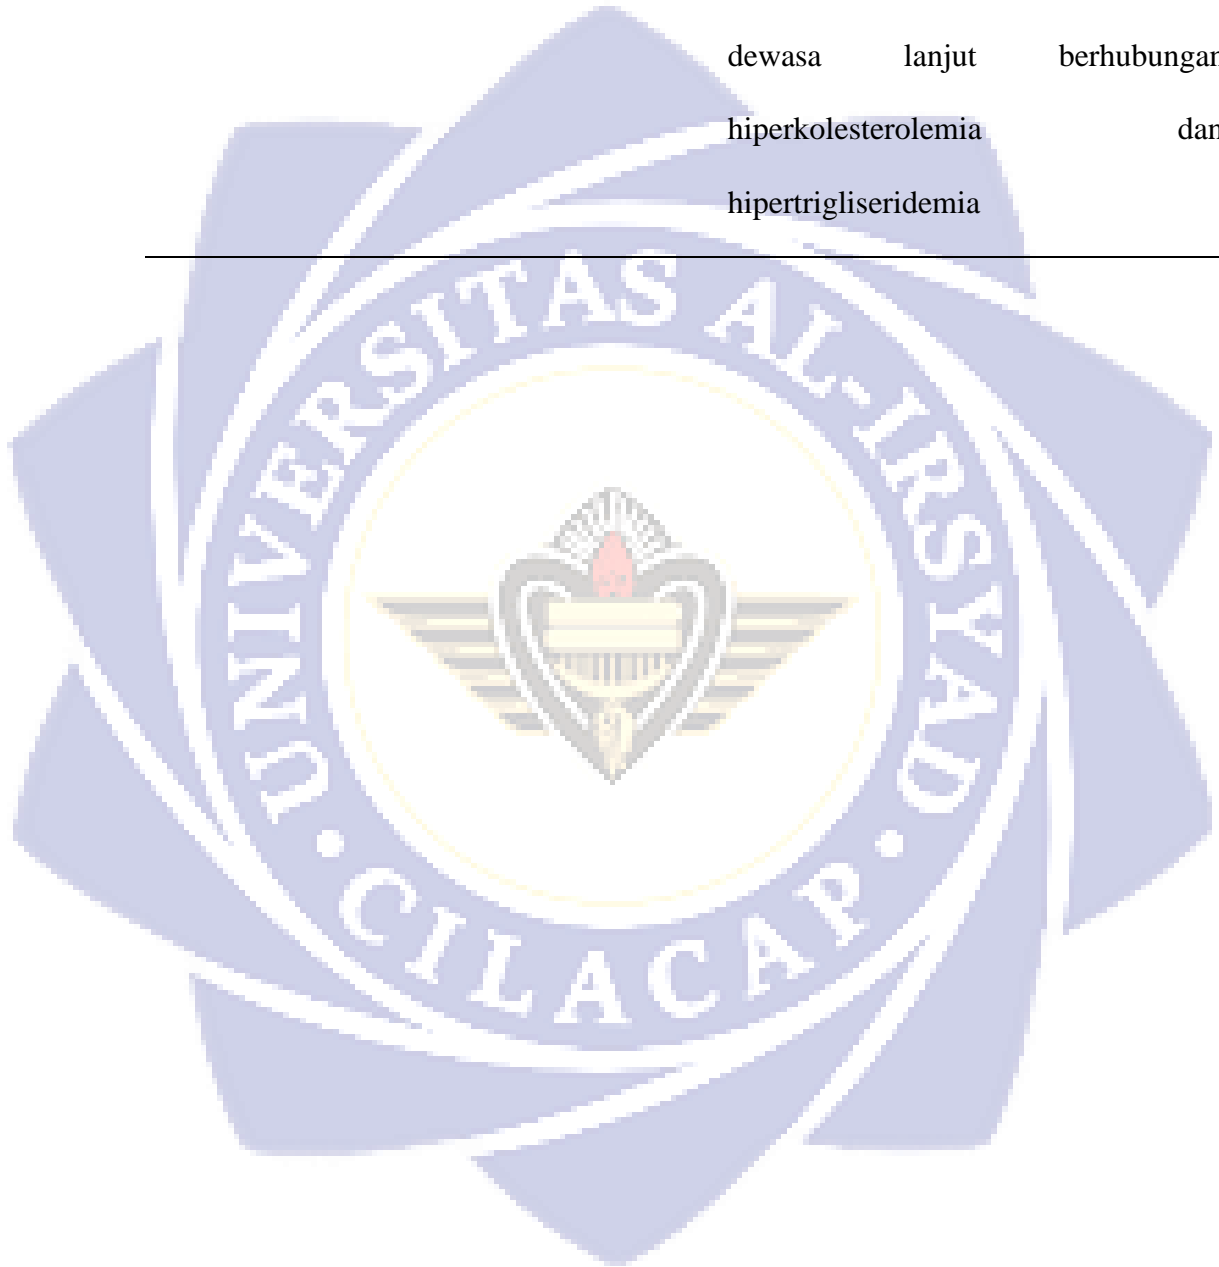 dewasa lanjut berhubungan
hiperkolesterolemia dan
hipertrigliseridemia
UNIVERSITAS AL-IRSYAD
• CILACAP •